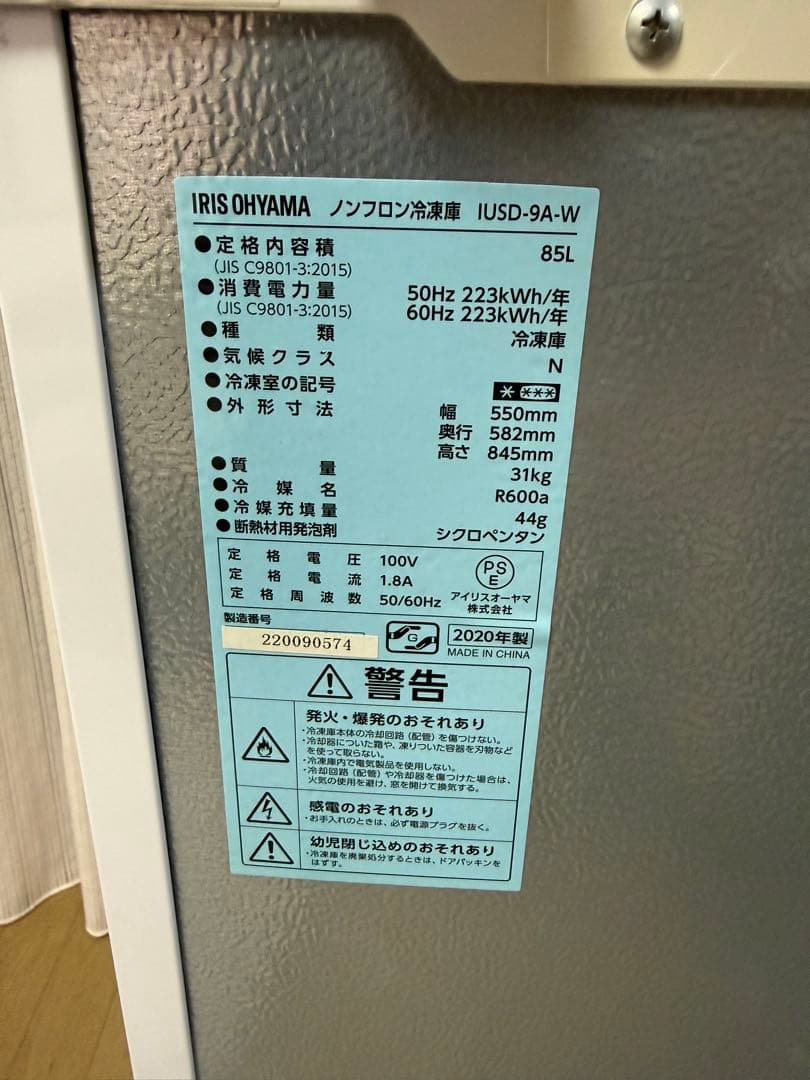 IRIS OHYAMA ノンフロン冷凍庫 IUSD-9A-W
●定格内容積 85L
(JIS C9801-3:2015)
●消費電力量 50Hz 223kWh/年
(JIS C9801-3:2015) 60Hz 223kWh/年
●種類 冷凍庫
●気候クラス N
●冷凍室の記号 * ***
●外形寸法 幅 550mm
奥行 582mm
高さ 845mm
●質量 31kg
●冷媒名 R600a
●冷媒充填量 44g
●断熱材用発泡剤 シクロペンタン
定格電圧 100V
定格電流 1.8A
定格周波数 50/60Hz
PS
E
アイリスオーヤマ
株式会社
製造番号
220090574
G
2020年製
MADE IN CHINA
警告
発火・爆発のおそれあり
・冷凍庫本体の冷却回路(配管)を傷つけない。
・冷却器についた霜や、凍りついた容器を刃物など
を使って取らない。
・冷凍庫内で電気製品を使用しない。
・冷却回路(配管)や冷却器を傷つけた場合は、
火気の使用を避け、窓を開けて換気する。
感電のおそれあり
・お手入れのときは、必ず電源プラグを抜く。
幼児閉じ込めのおそれあり
・冷凍庫を廃棄処分するときは、ドアパッキンを
はずす。